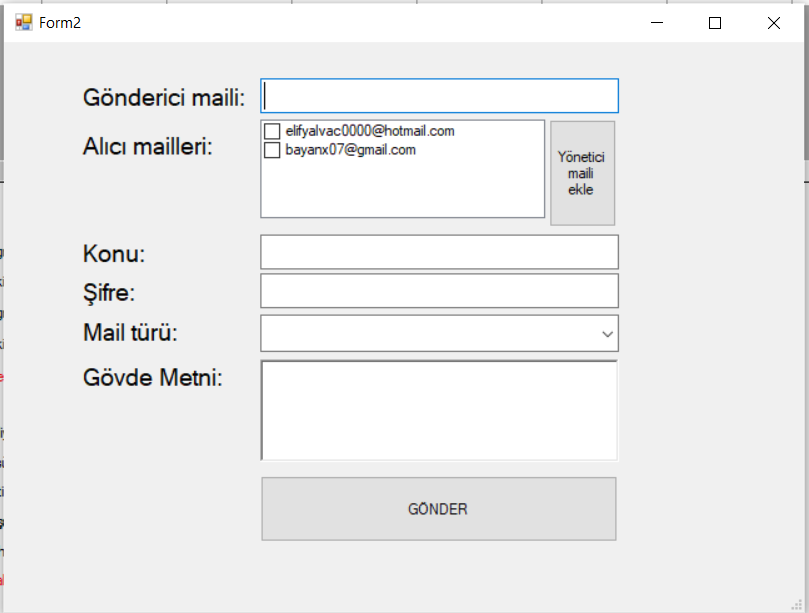 Form2
Gönderici maili:
Alıcı mailleri:
elifyalvac0000@hotmail.com
bayanx07@gmail.com
Yönetici
maili
ekle
Konu:
Şifre:
Mail türü:
Gövde Metni:
GÖNDER